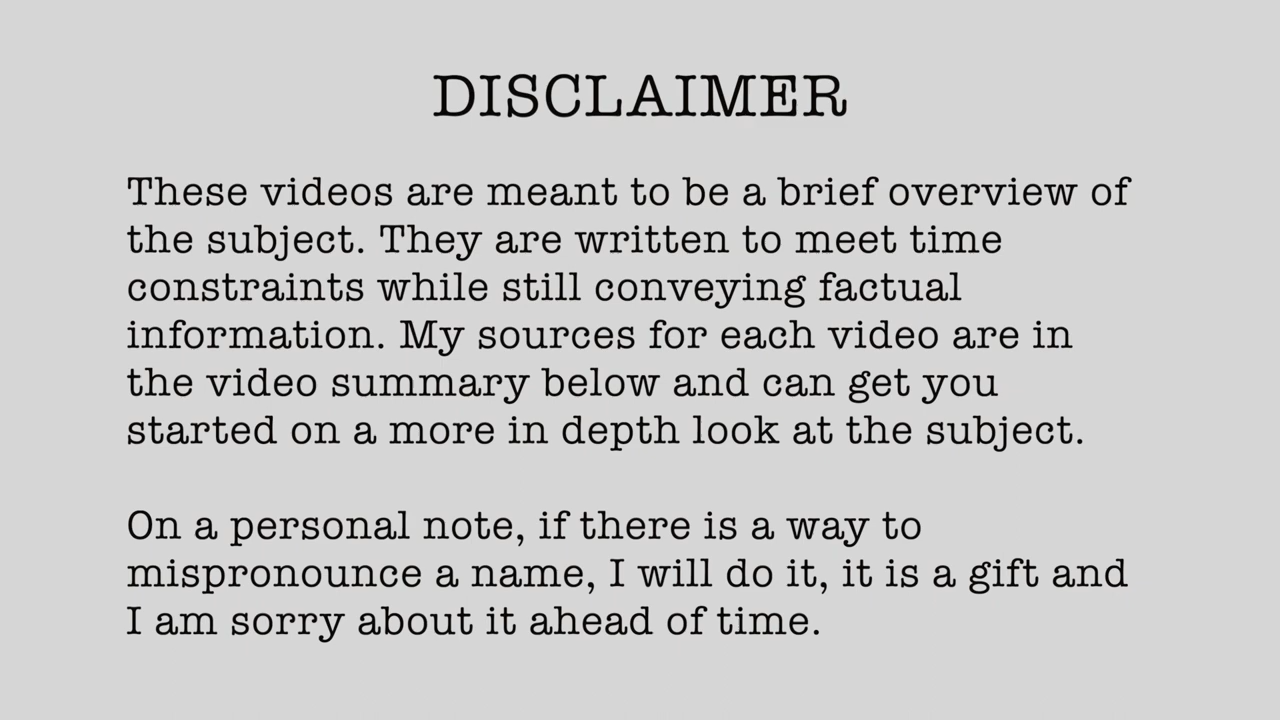 DISCLAIMER
These videos are meant to be a brief overview of
the subject. They are written to meet time
constraints while still conveying factual
information. My sources for each video are in
the video summary below and can get you
started on a more in depth look at the subject.
On a personal note, if there is a way to
mispronounce a name, I will do it, it is a gift and
I am sorry about it ahead of time.